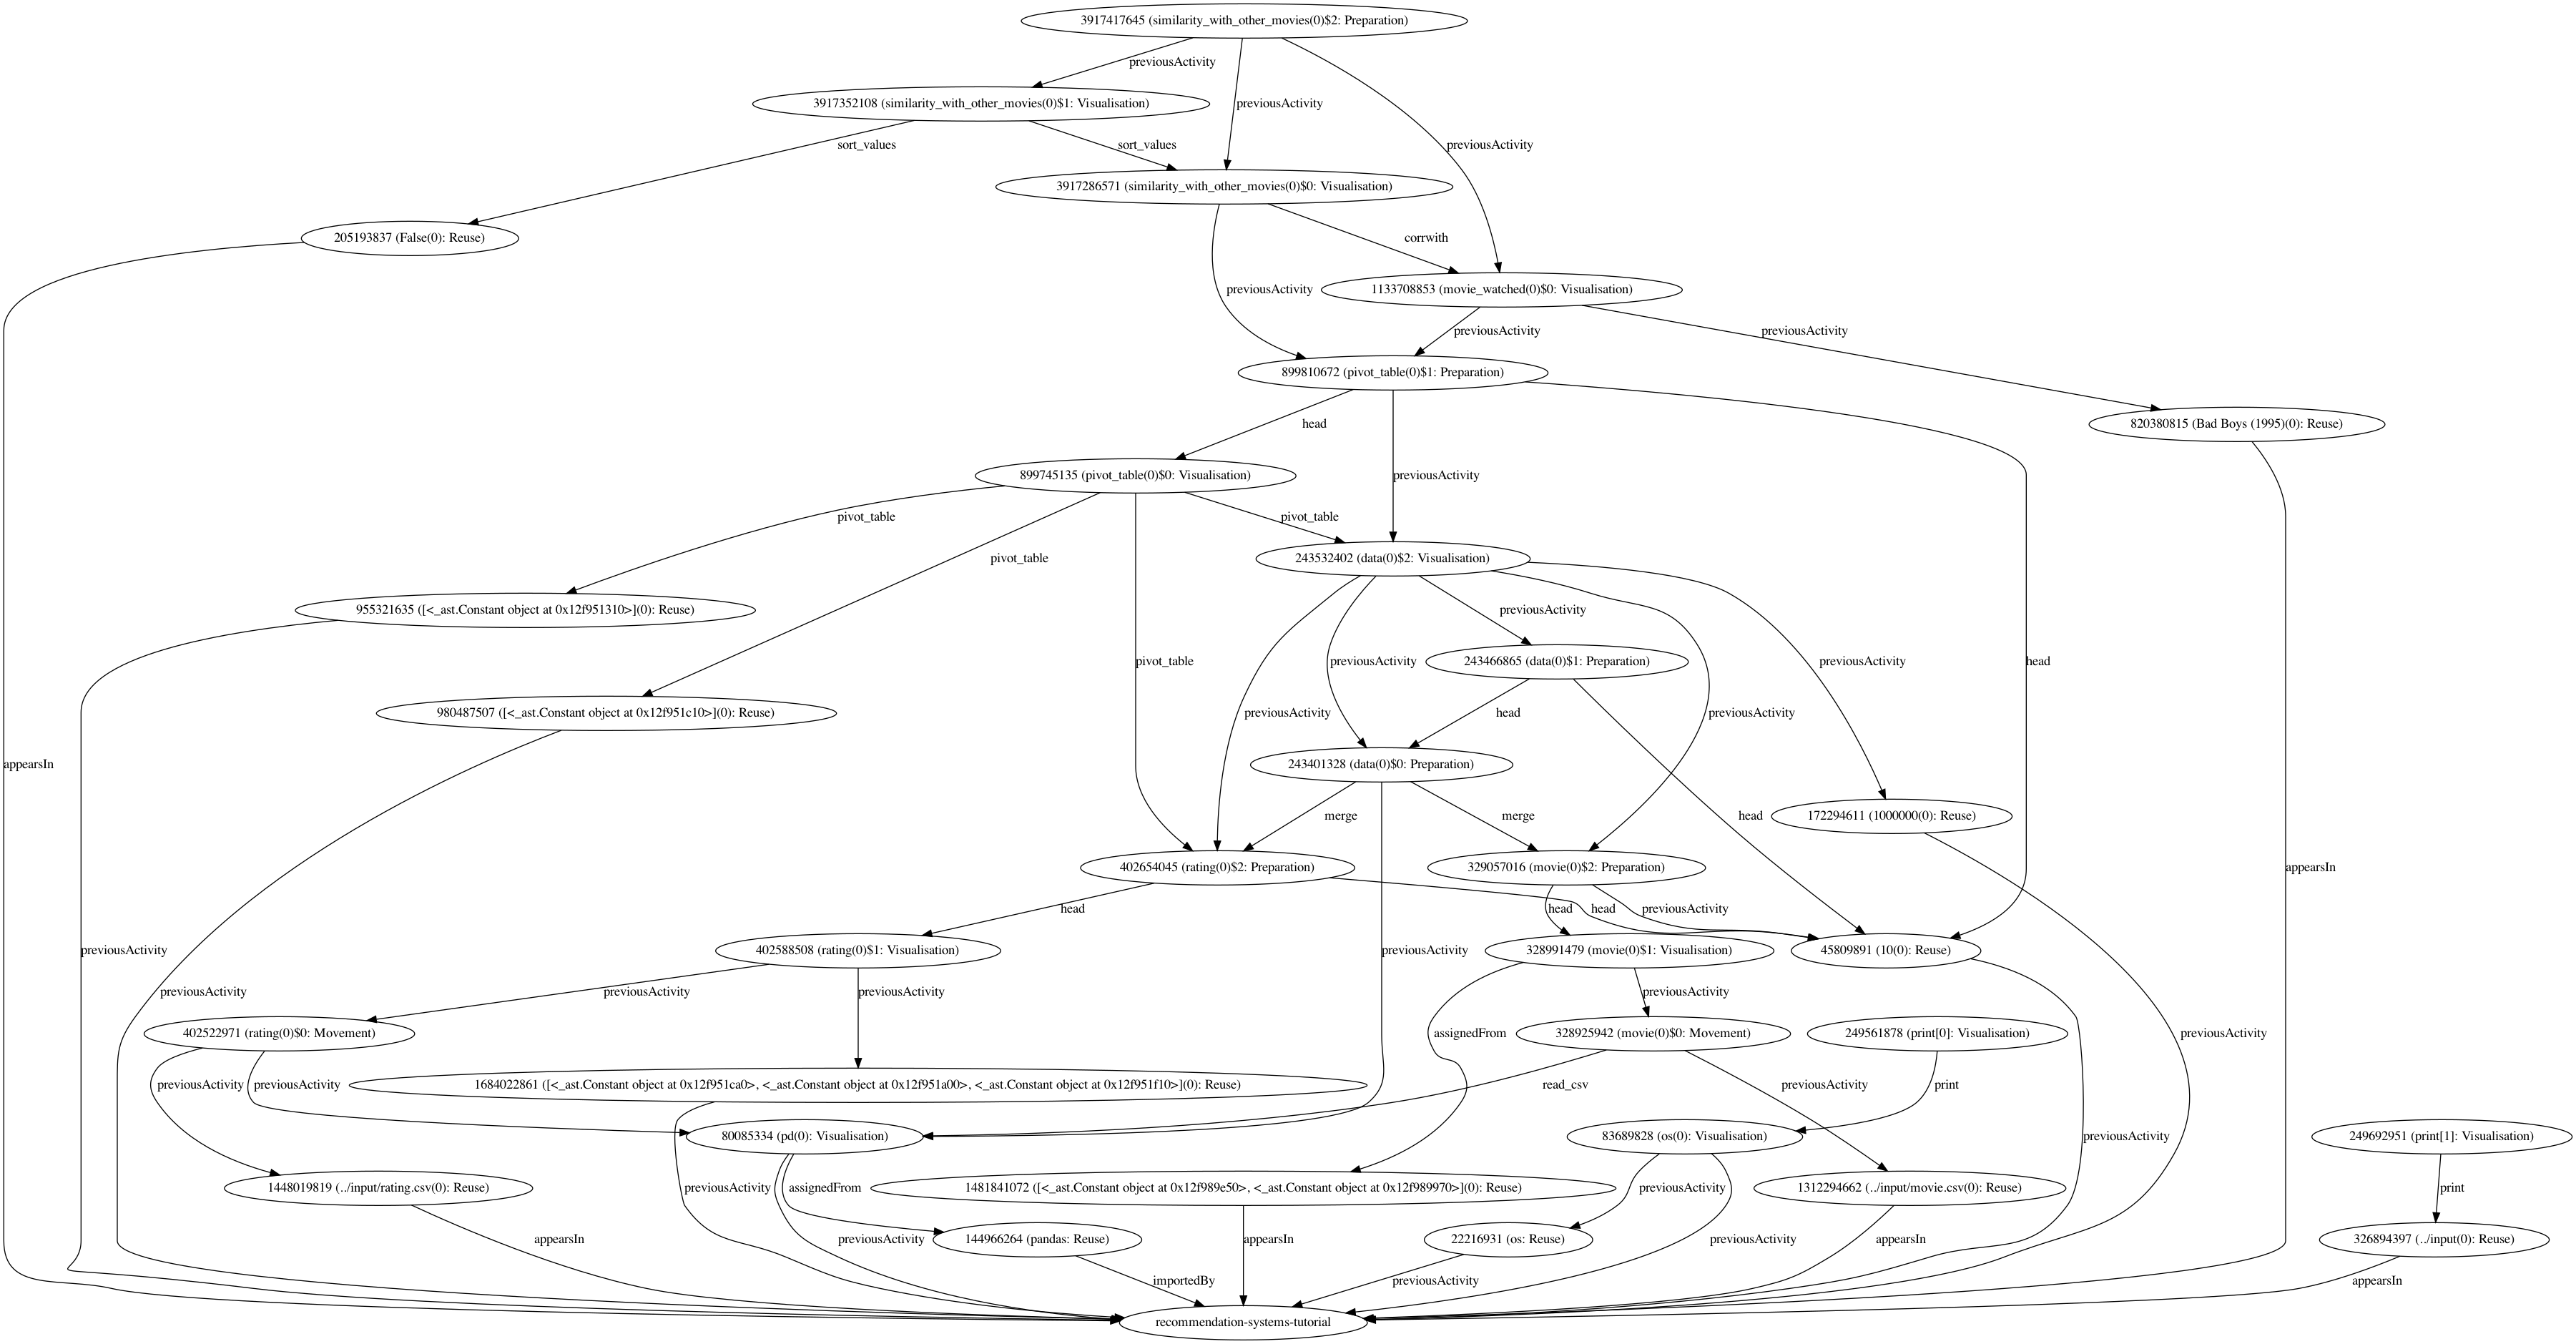 3917417645 (similarity_with_other_movies(0)$2: Preparation)
previousActivity
3917352108 (similarity_with_other_movies(0)$1: Visualisation)
previousActivity
sort_values
sort_values
previousActivity
3917286571 (similarity_with_other_movies(0)$0: Visualisation)
205193837 (False(0): Reuse)
corrwith
previousActivity
1133708853 (movie_watched(0)$0: Visualisation)
previousActivity
previousActivity
899810672 (pivot_table(0)$1: Preparation)
head
820380815 (Bad Boys (1995)(0): Reuse)
899745135 (pivot_table(0)$0: Visualisation)
previousActivity
pivot_table
pivot_table
pivot_table
243532402 (data(0)$2: Visualisation)
955321635 ([<_ast.Constant object at 0x12f951310>](0): Reuse)
previousActivity
pivot_table
previousActivity
243466865 (data(0)$1: Preparation)
previousActivity
head
980487507 ([<_ast.Constant object at 0x12f951c10>](0): Reuse)
previousActivity
head
previousActivity
appearsIn
243401328 (data(0)$0: Preparation)
merge
merge
head
172294611 (1000000(0): Reuse)
402654045 (rating(0)$2: Preparation)
329057016 (movie(0)$2: Preparation)
appearsIn
head
head
head
previousActivity
previousActivity
402588508 (rating(0)$1: Visualisation)
previousActivity
328991479 (movie(0)$1: Visualisation)
45809891 (10(0): Reuse)
previousActivity
previousActivity
previousActivity
previousActivity
402522971 (rating(0)$0: Movement)
assignedFrom
328925942 (movie(0)$0: Movement)
249561878 (print[0]: Visualisation)
previousActivity
previousActivity
previousActivity
1684022861 ([<_ast.Constant object at 0x12f951ca0>, <_ast.Constant object at 0x12f951a00>, <_ast.Constant object at 0x12f951f10>](0): Reuse)
read_csv
previousActivity
print
80085334 (pd(0): Visualisation)
83689828 (os(0): Visualisation)
previousActivity
249692951 (print[1]: Visualisation)
1448019819 (../input/rating.csv(0): Reuse)
previousActivity
assignedFrom
1481841072 ([<_ast.Constant object at 0x12f989e50>, <_ast.Constant object at 0x12f989970>](0): Reuse)
previousActivity
1312294662 (../input/movie.csv(0): Reuse)
print
appearsIn
previousActivity
144966264 (pandas: Reuse)
appearsIn
22216931 (os: Reuse)
previousActivity
appearsIn
326894397 (../input(0): Reuse)
importedBy
previousActivity
appearsIn
recommendation-systems-tutorial